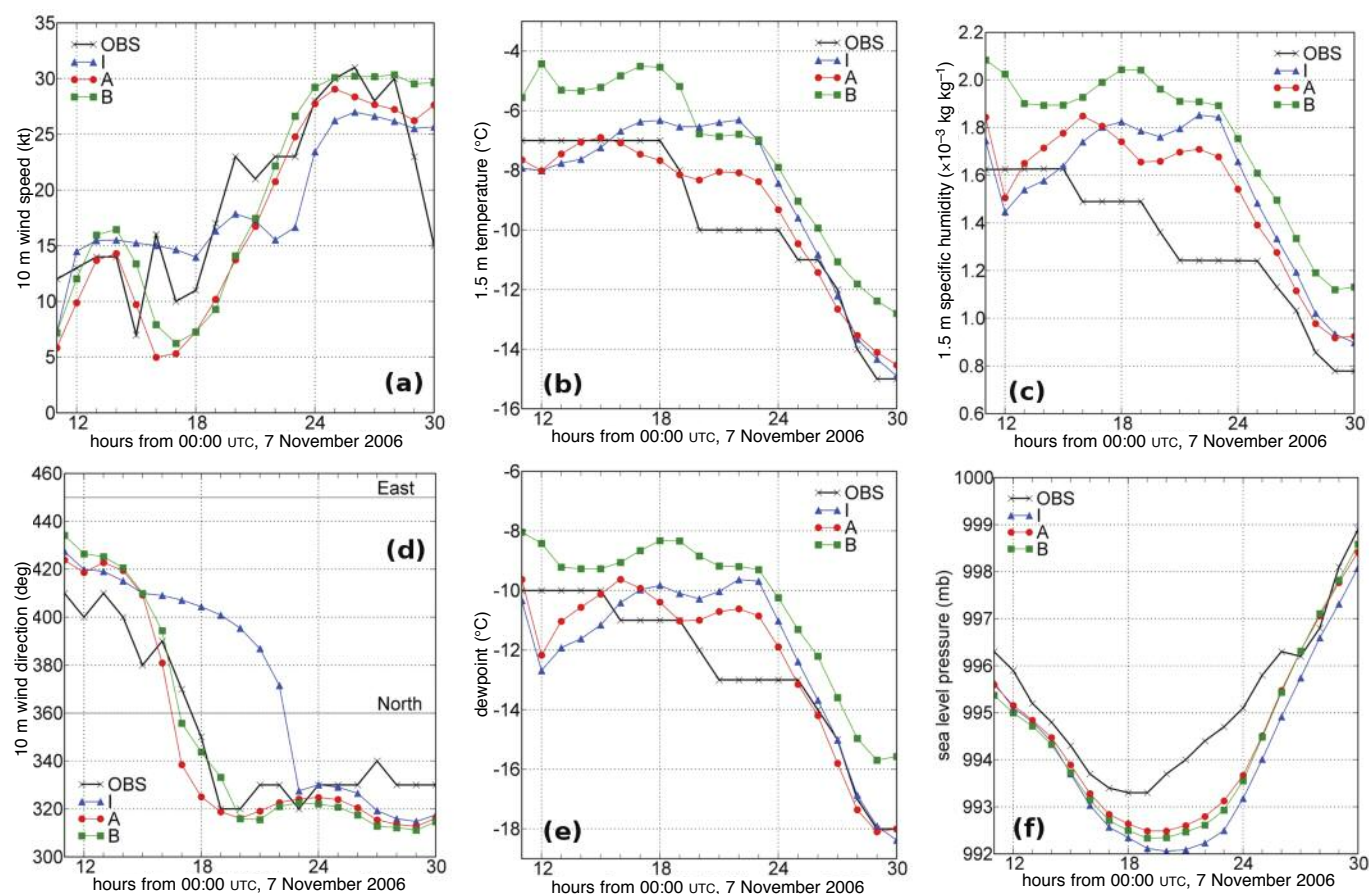 35
30
25
20
15
10
5
0
10 m wind speed (kt)
OBS
I
A
B
(a)
12 18 24 30
hours from 00:00 UTC, 7 November 2006
-4
-6
-8
-10
-12
-14
-16
1.5 m temperature (°C)
OBS
I
A
B
(b)
12 18 24 30
hours from 00:00 UTC, 7 November 2006
2.2
2.0
1.8
1.6
1.4
1.2
1.0
0.8
0.6
1.5 m specific humidity (×10⁻³ kg kg⁻¹)
OBS
I
A
B
(c)
12 18 24 30
hours from 00:00 UTC, 7 November 2006
460
440
420
400
380
360
340
320
300
10 m wind direction (deg)
East
(d)
North
OBS
I
A
B
12 18 24 30
hours from 00:00 UTC, 7 November 2006
-6
-8
-10
-12
-14
-16
-18
dewpoint (°C)
OBS
I
A
B
(e)
12 18 24 30
hours from 00:00 UTC, 7 November 2006
1000
999
998
997
996
995
994
993
992
sea level pressure (mb)
OBS
I
A
B
(f)
12 18 24 30
hours from 00:00 UTC, 7 November 2006